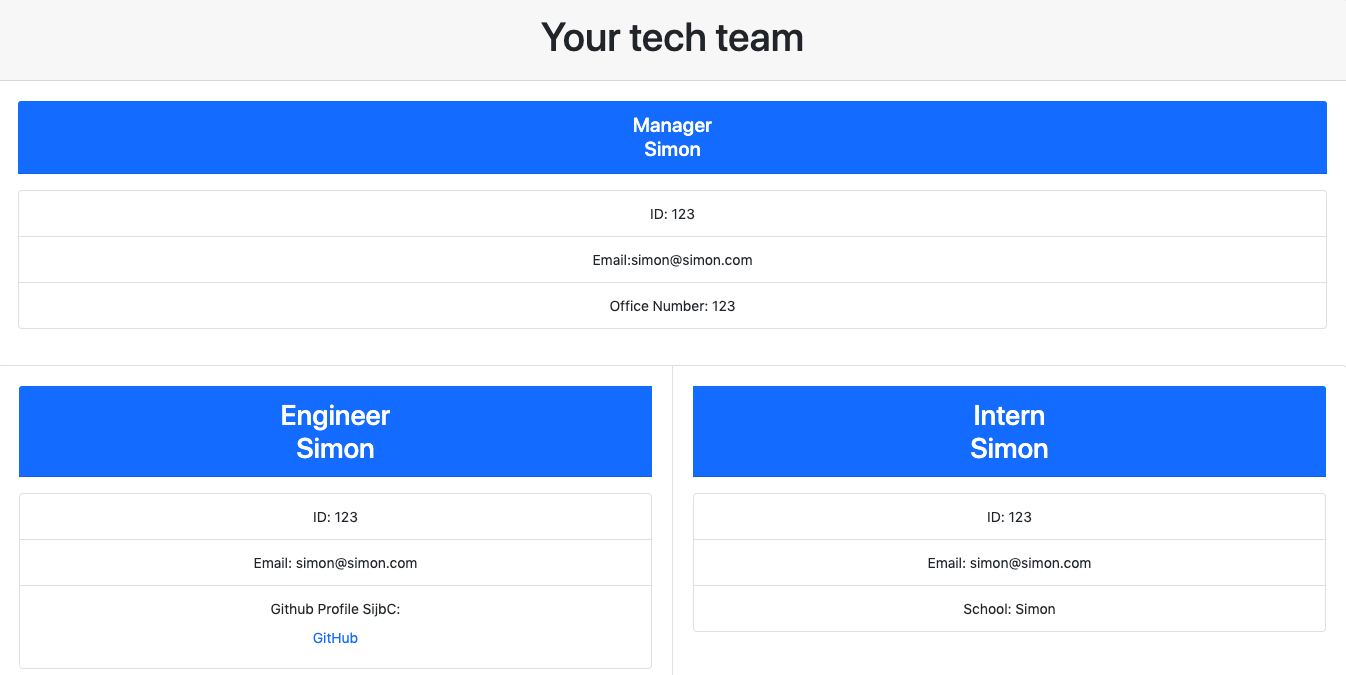 Your tech team
Manager
Simon
ID: 123
Email:simon@simon.com
Office Number: 123
Engineer
Simon
ID: 123
Email: simon@simon.com
Github Profile SijbC:
GitHub
Intern
Simon
ID: 123
Email: simon@simon.com
School: Simon